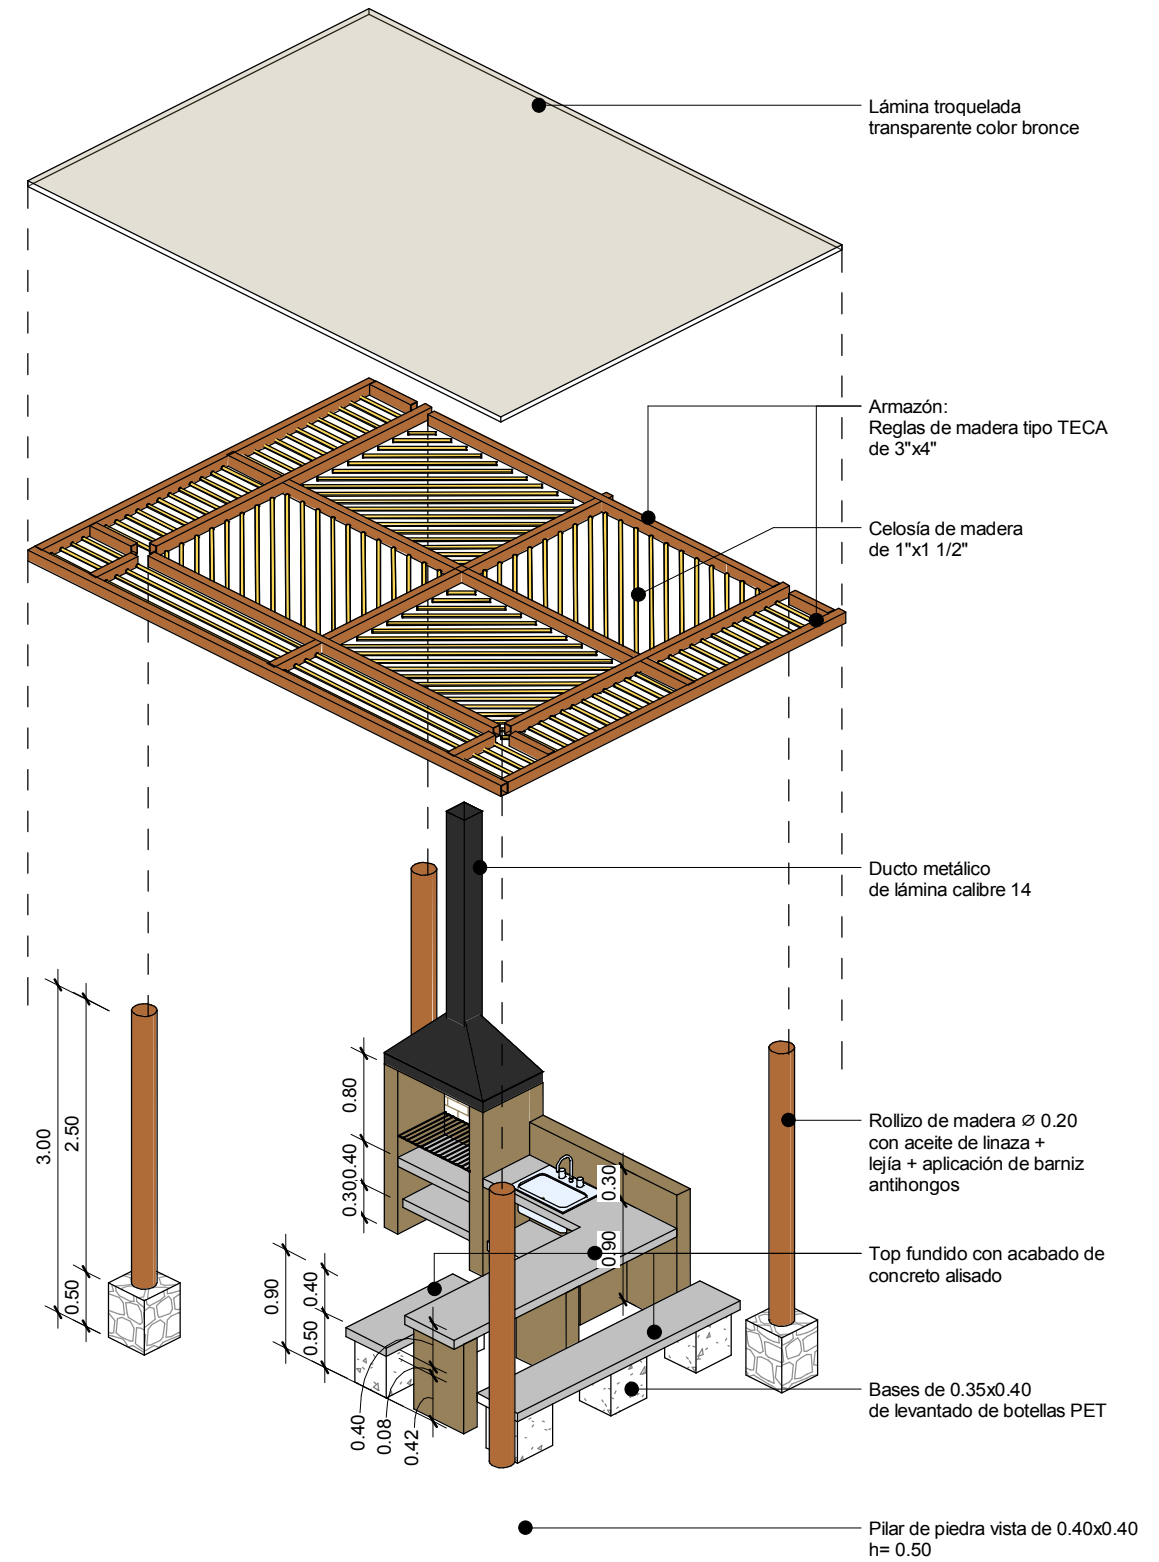 Lámina troquelada
transparente color bronce
Armazón:
Reglas de madera tipo TECA
de 3"x4"
Celosía de madera
de 1"x1 1/2"
Ducto metálico
de lámina calibre 14
3.00
2.50
0.50
0.80
0.40
0.30
0.30
0.90
Rollizo de madera Ø 0.20
con aceite de linaza +
lejía + aplicación de barniz
antihongos
Top fundido con acabado de
concreto alisado
0.90
0.40
0.50
0.40
0.08
0.42
Bases de 0.35x0.40
de levantado de botellas PET
Pilar de piedra vista de 0.40x0.40
h= 0.50